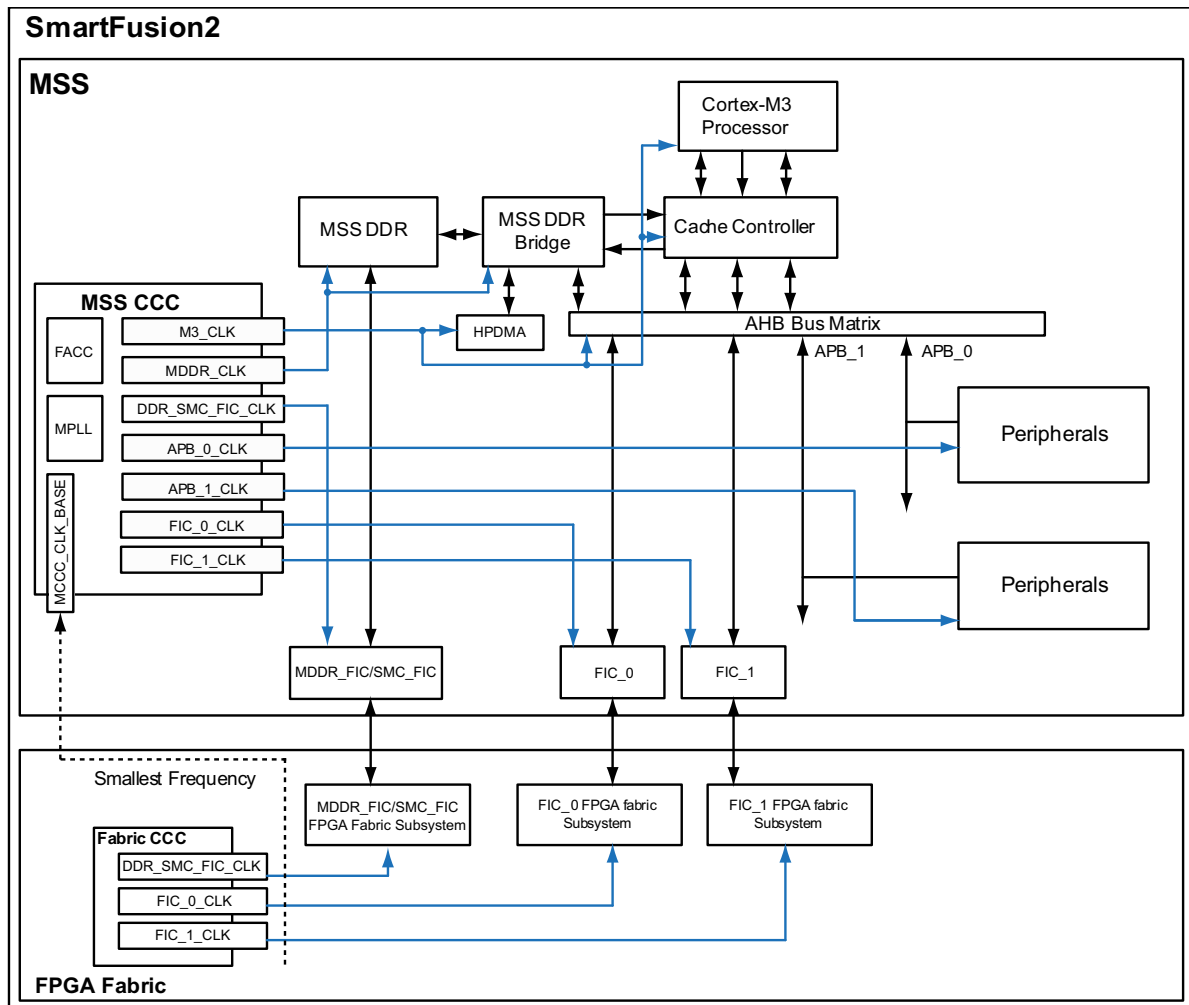 SmartFusion2
MSS
Cortex-M3
Processor
MSS DDR
MSS DDR
Bridge
Cache Controller
MSS CCC
FACC
MPLL
MCCC_CLK_BASE
M3_CLK
MDDR_CLK
DDR_SMC_FIC_CLK
APB_0_CLK
APB_1_CLK
FIC_0_CLK
FIC_1_CLK
HPDMA
AHB Bus Matrix
APB_1
APB_0
Peripherals
Peripherals
MDDR_FIC/SMC_FIC
FIC_0
FIC_1
Smallest Frequency
MDDR_FIC/SMC_FIC
FPGA Fabric Subsystem
FIC_0 FPGA fabric
Subsystem
FIC_1 FPGA fabric
Subsystem
Fabric CCC
DDR_SMC_FIC_CLK
FIC_0_CLK
FIC_1_CLK
FPGA Fabric